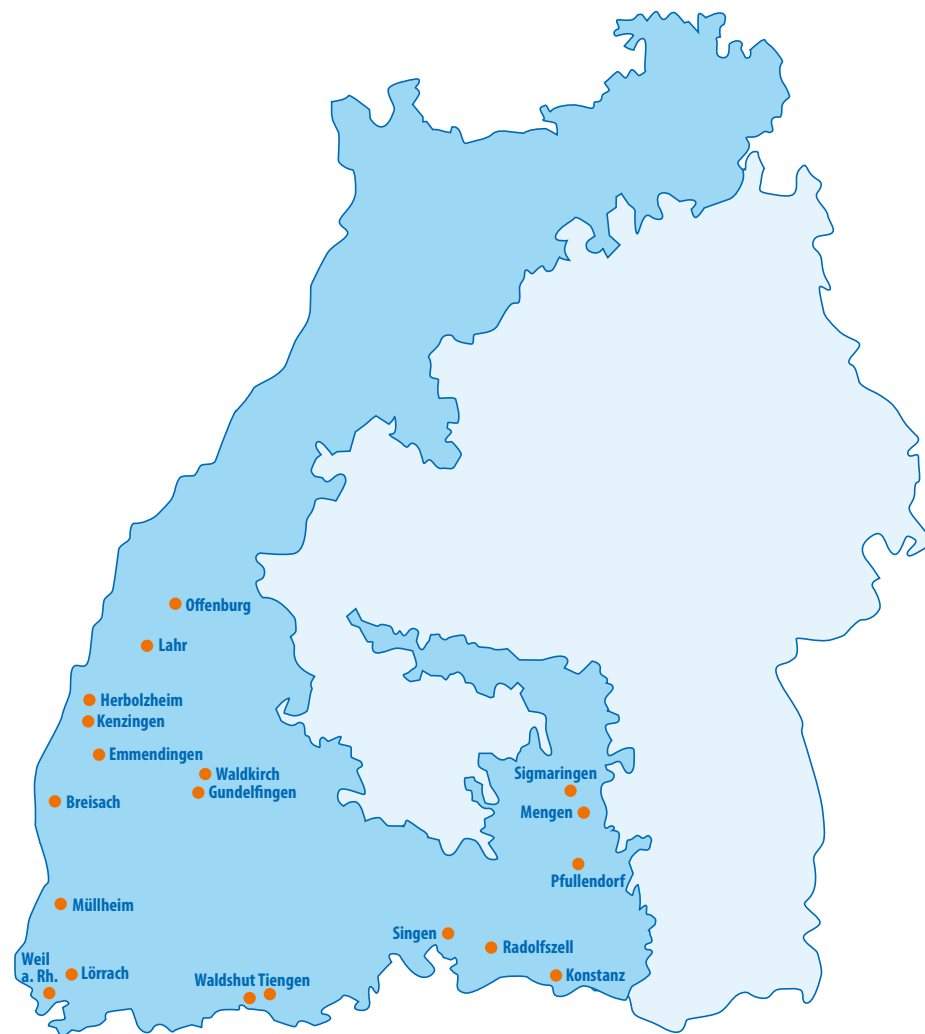 Offenburg
Lahr
Herbolzheim
Kenzingen
Emmendingen
Waldkirch
Gundelfingen
Breisach
Sigmaringen
Mengen
Pfullendorf
Müllheim
Singen
Radolfszell
Weil
a. Rh.
Lörrach
Waldshut Tiengen
Konstanz